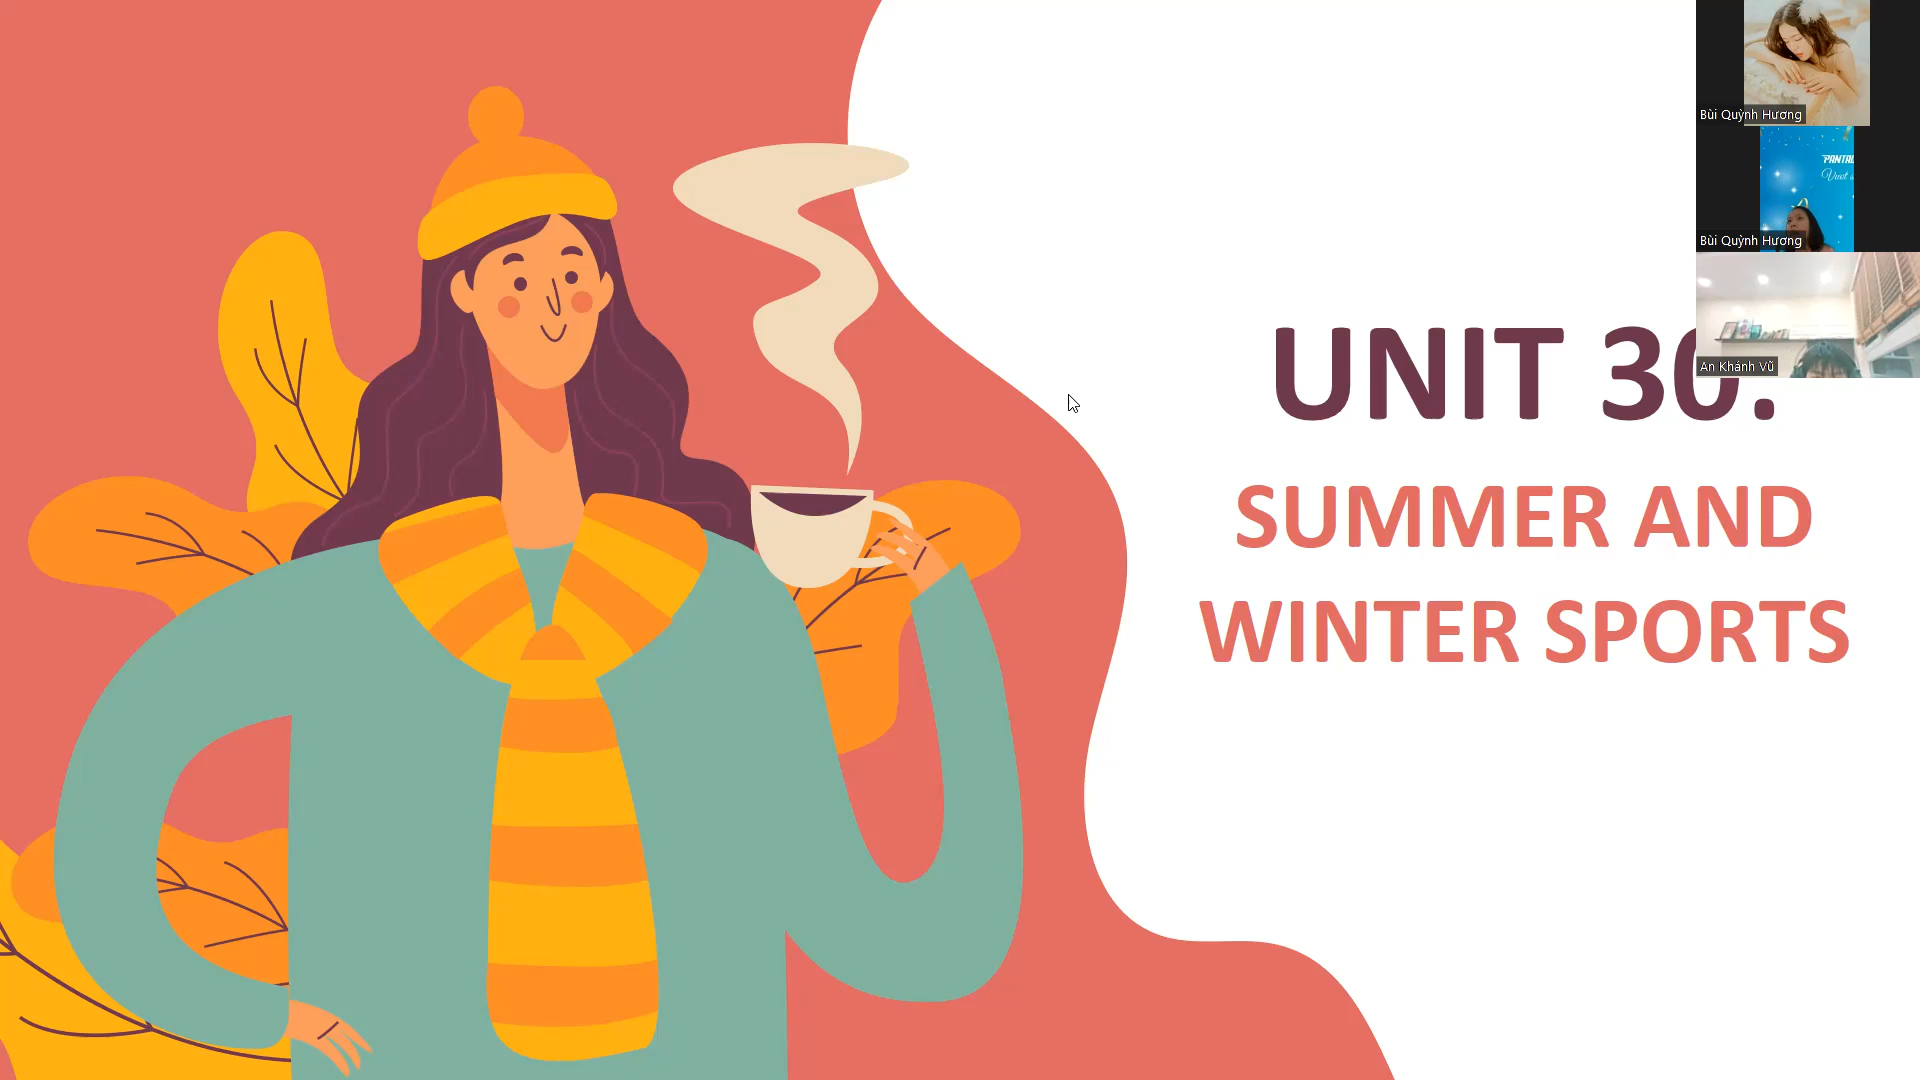 UNIT 30.
SUMMER AND
WINTER SPORTS
Bùi Quỳnh Hương
Bùi Quỳnh Hương
An Khánh Vũ